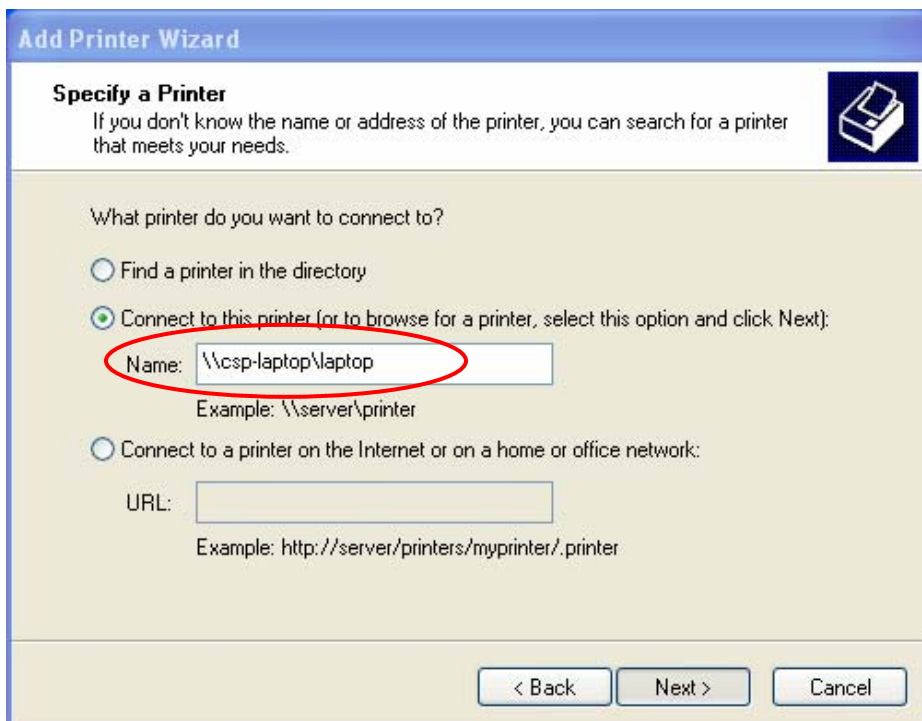 Add Printer Wizard
Specify a Printer
If you don't know the name or address of the printer, you can search for a printer
that meets your needs.
What printer do you want to connect to?
Find a printer in the directory
Connect to this printer (or to browse for a printer, select this option and click Next):
Name: \\csp-laptop\laptop
Example: \\server\printer
Connect to a printer on the Internet or on a home or office network:
URL:
Example: http://server/printers/myprinter/.printer
< Back Next > Cancel